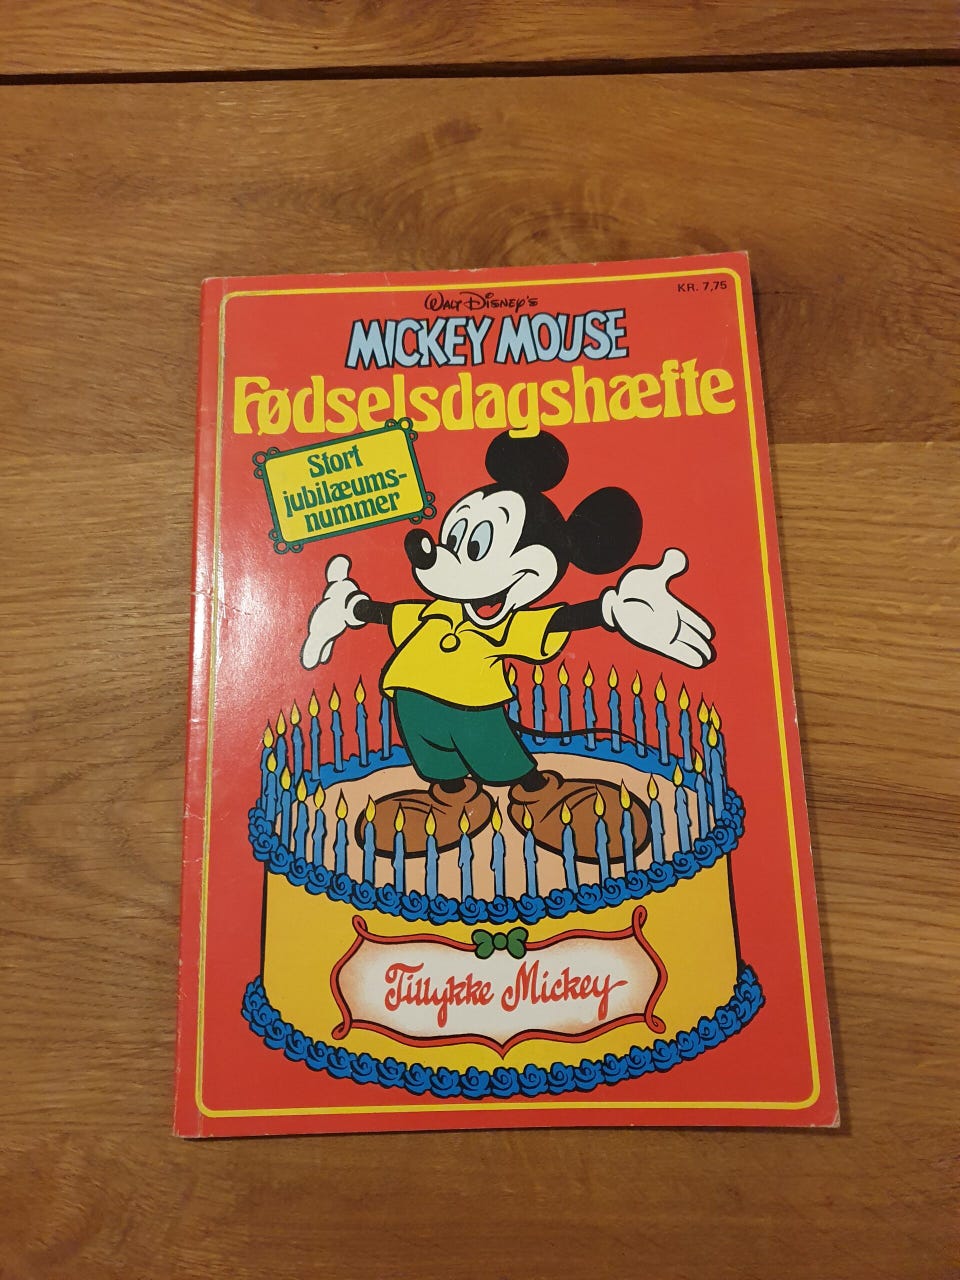 KR. 7,75
Walt Disney's
MICKEY MOUSE
Fødselsdagshæfte
Stort
jubilæums-
nummer
Tillykke Mickey